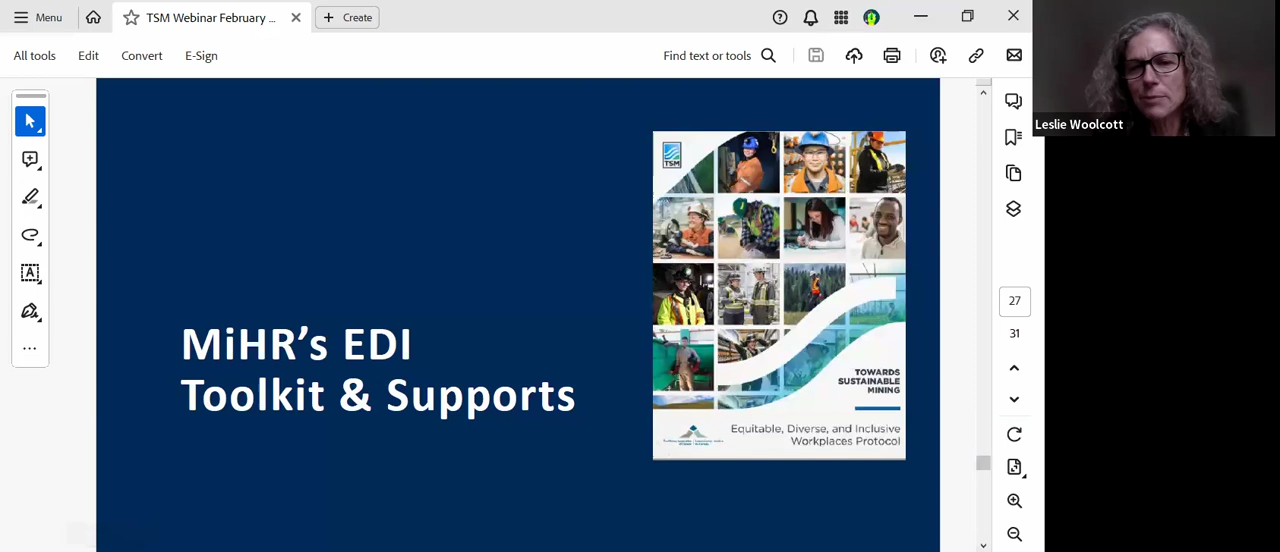 Menu
TSM Webinar February ...
Create
All tools
Edit
Convert
E-Sign
Find text or tools
Leslie Woolcott
TSM
MiHR's EDI
Toolkit & Supports
TOWARDS
SUSTAINABLE
MINING
Equitable, Diverse, and Inclusive
Workplaces Protocol
27
31